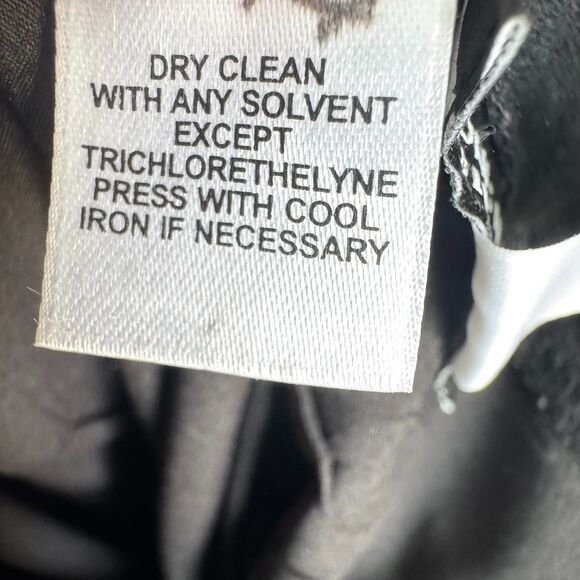 DRY CLEAN
WITH ANY SOLVENT
EXCEPT
TRICHLORETHELYNE
PRESS WITH COOL
IRON IF NECESSARY